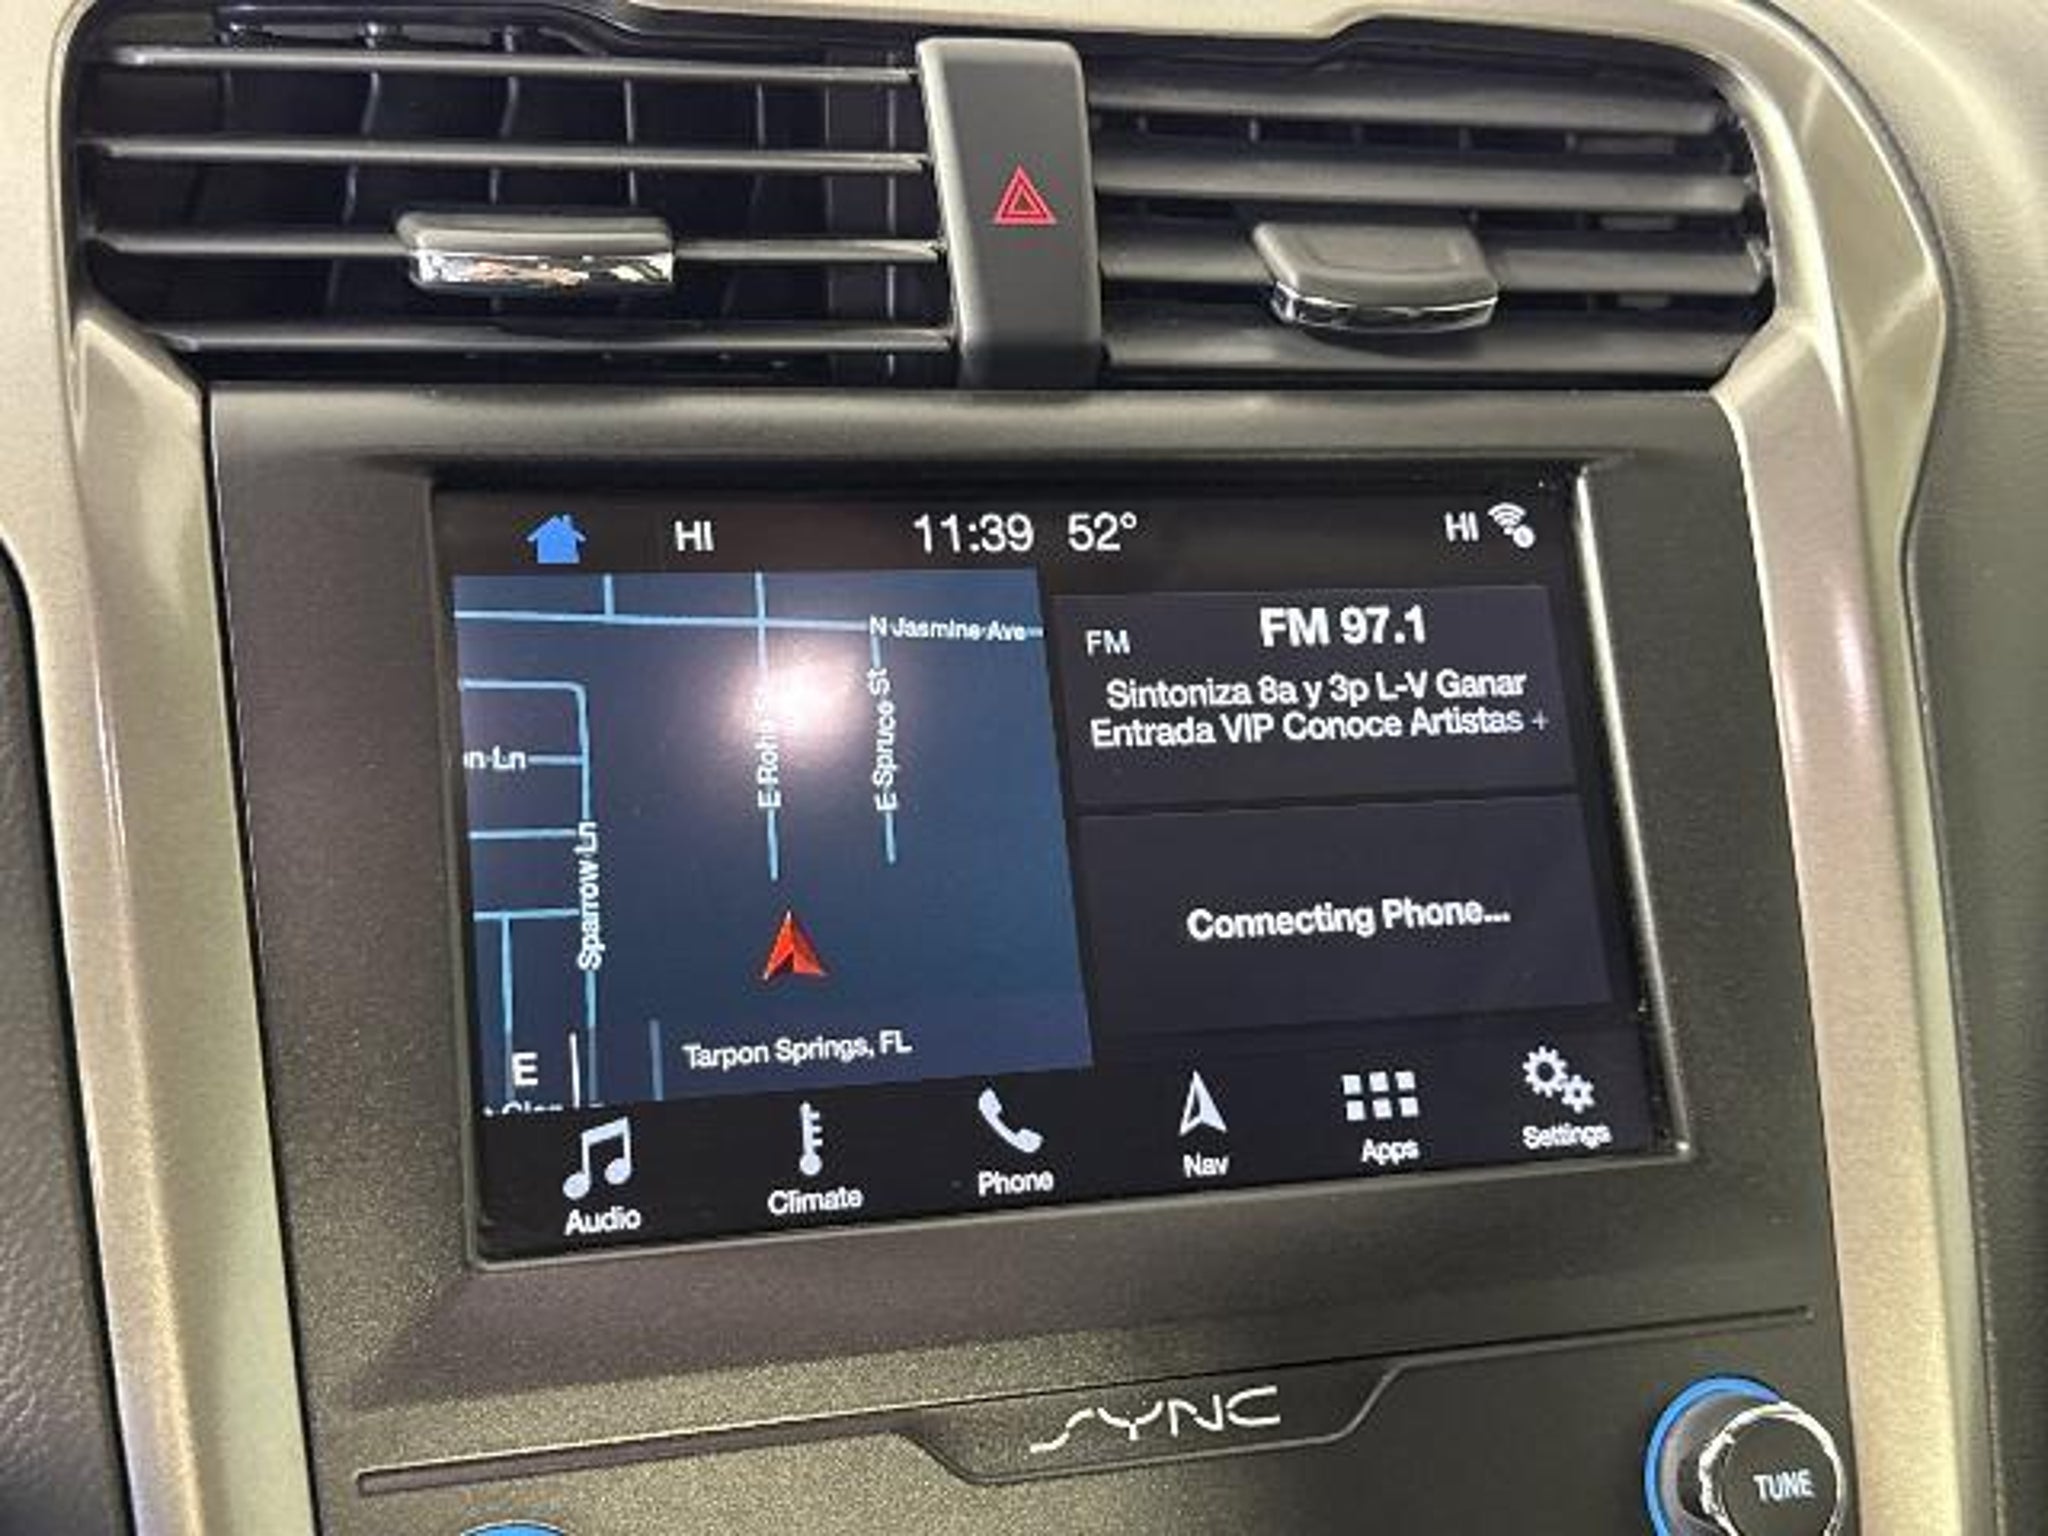 HI 11:39 52° HI
N Jasmine Ave
FM
FM 97.1
Sintoniza 8a y 3p L-V Ganar
Entrada VIP Conoce Artistas +
E Spruce St
Ln
Sparrow Ln
Connecting Phone...
Tarpon Springs, FL
E
Audio
Climate
Phone
Nav
Apps
Settings
SYNC
TUNE